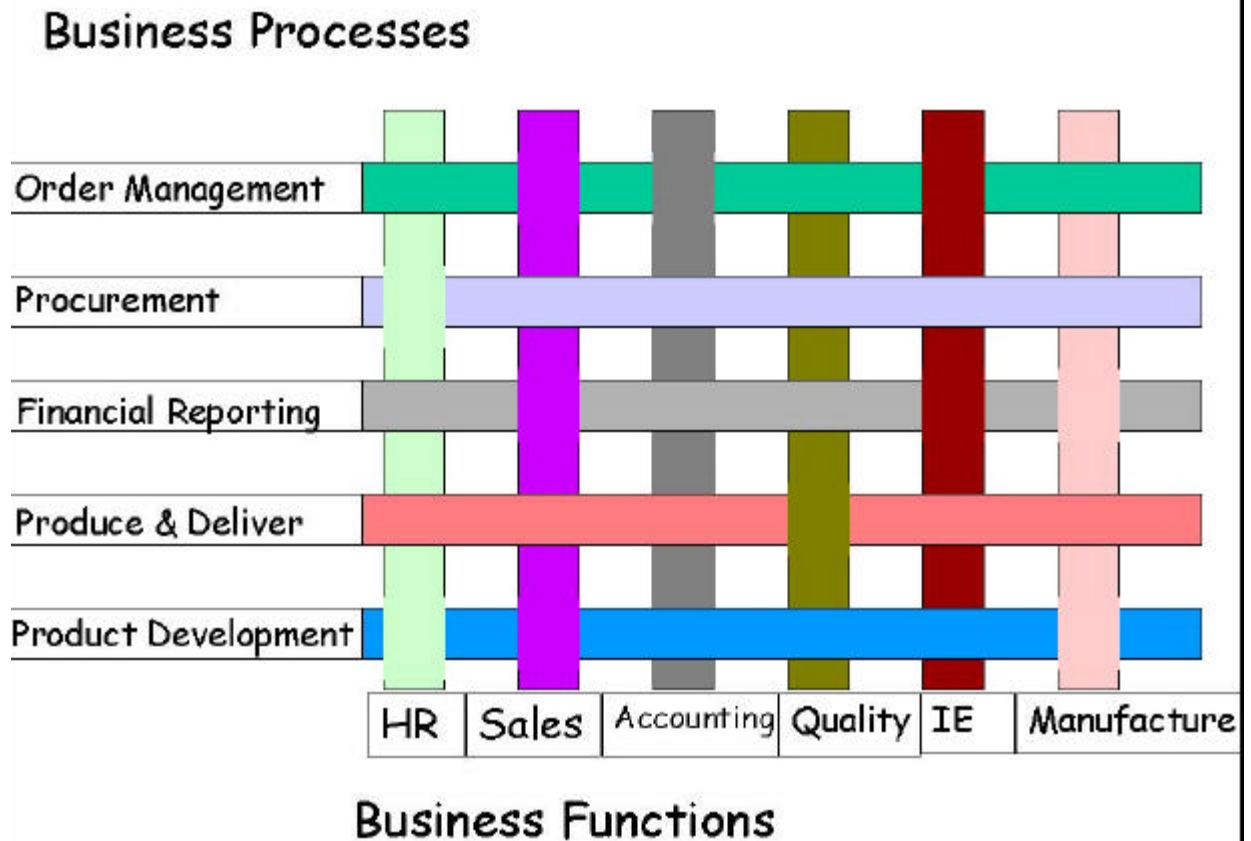 Business Processes
Order Management
Procurement
Financial Reporting
Produce & Deliver
Product Development
HR Sales Accounting Quality IE Manufacture
Business Functions